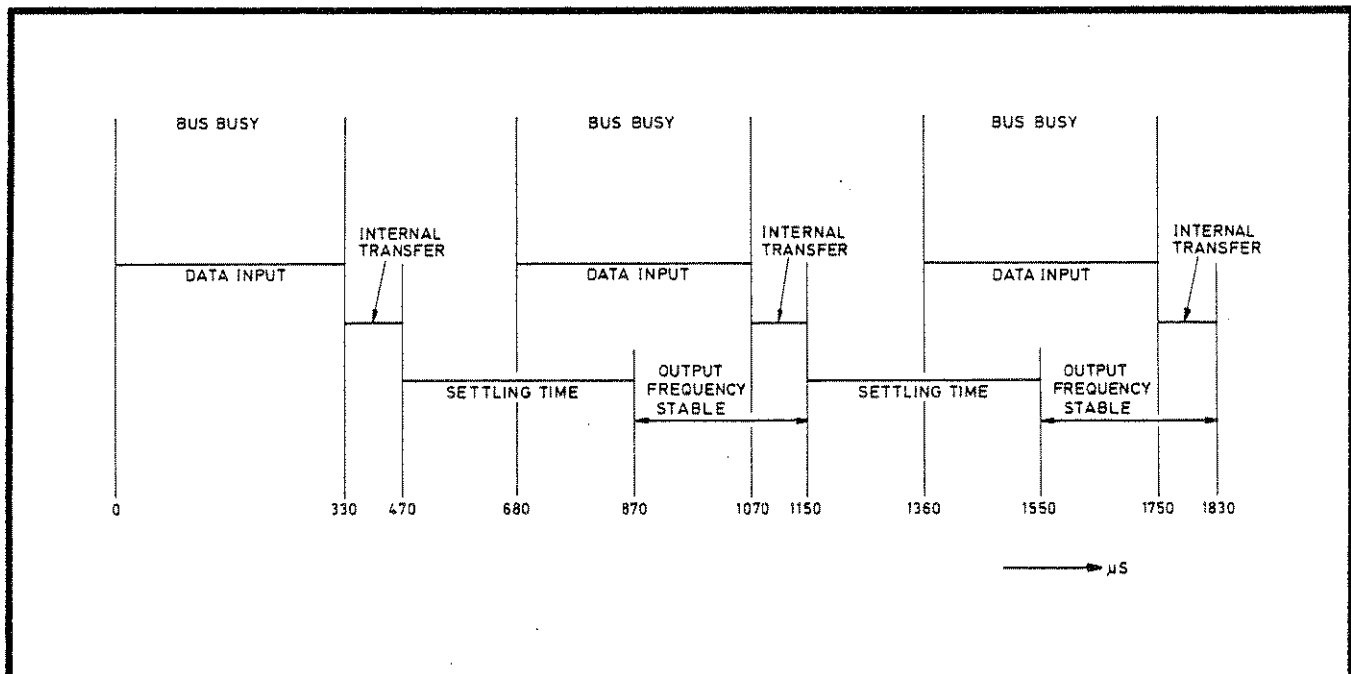 BUS BUSY BUS BUSY BUS BUSY
INTERNAL
TRANSFER
INTERNAL
TRANSFER
INTERNAL
TRANSFER
DATA INPUT DATA INPUT DATA INPUT
SETTLING TIME
OUTPUT
FREQUENCY
STABLE
SETTLING TIME
OUTPUT
FREQUENCY
STABLE
0 330 470 680 870 1070 1150 1360 1550 1750 1830
µS